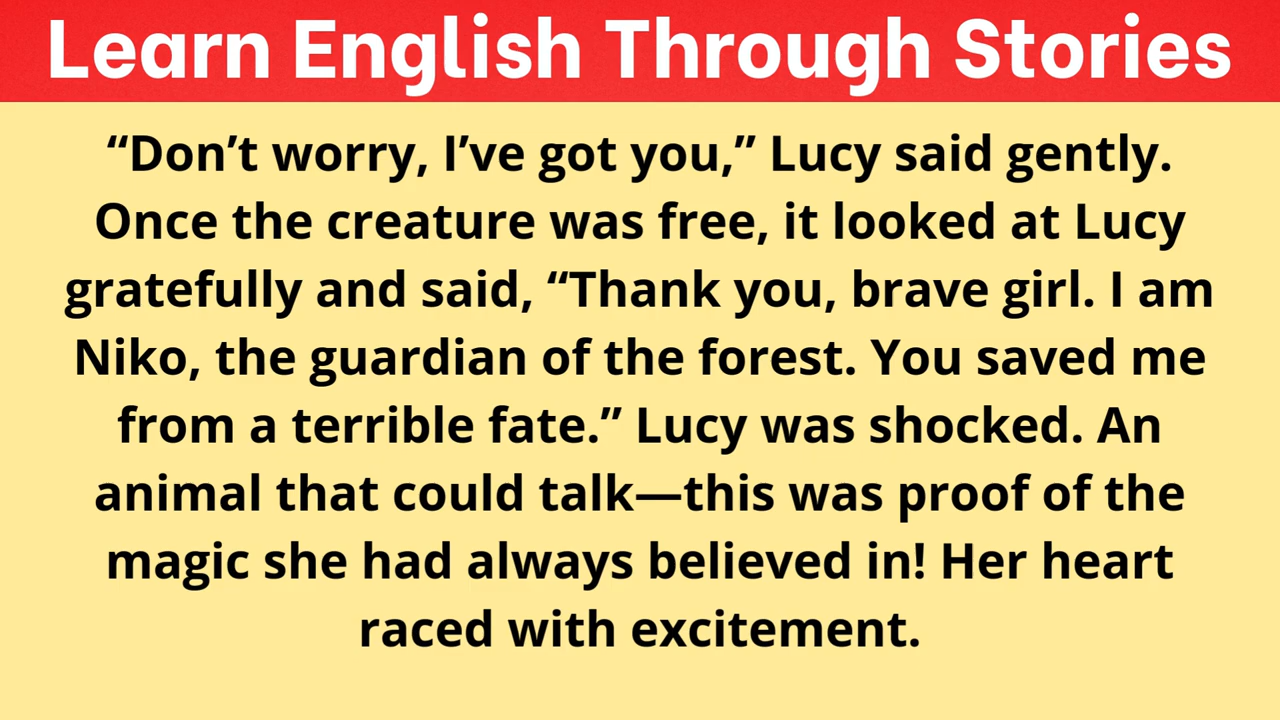 Learn English Through Stories
“Don’t worry, I’ve got you,” Lucy said gently.
Once the creature was free, it looked at Lucy
gratefully and said, “Thank you, brave girl. I am
Niko, the guardian of the forest. You saved me
from a terrible fate.” Lucy was shocked. An
animal that could talk—this was proof of the
magic she had always believed in! Her heart
raced with excitement.